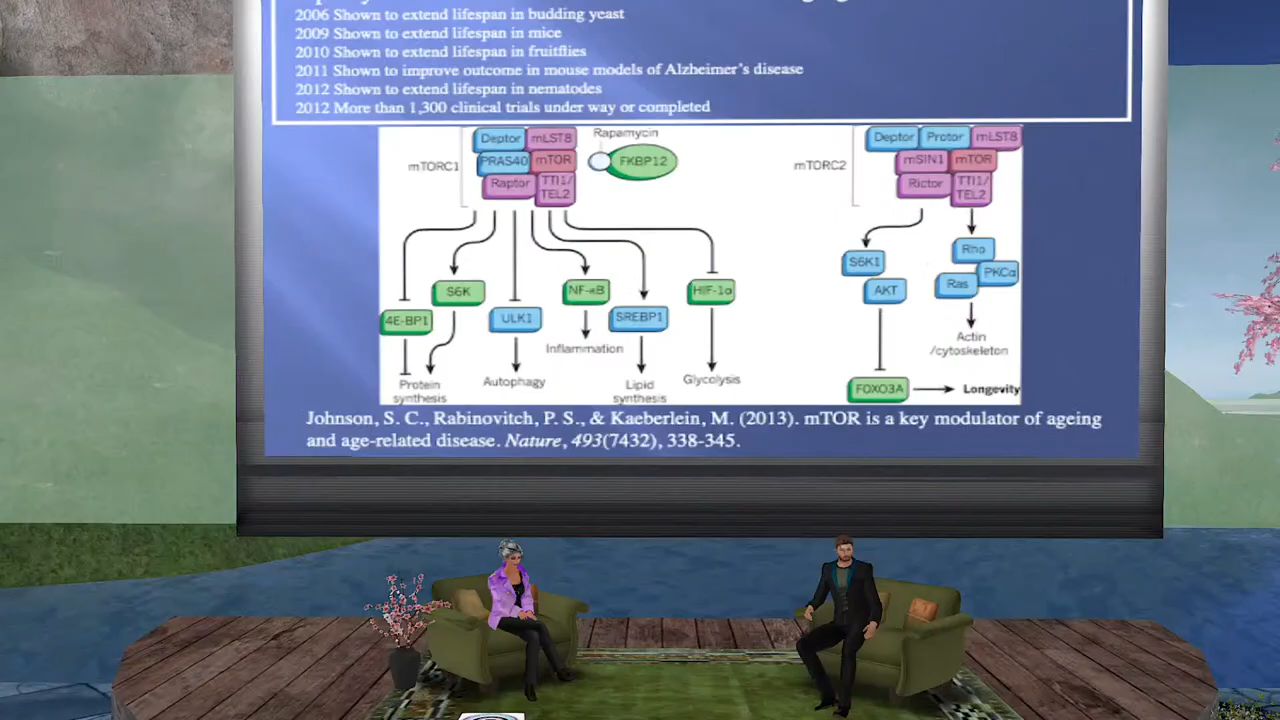 2006 Shown to extend lifespan in budding yeast
2009 Shown to extend lifespan in mice
2010 Shown to extend lifespan in fruitflies
2011 Shown to improve outcome in mouse models of Alzheimer's disease
2012 Shown to extend lifespan in nematodes
2012 More than 1,300 clinical trials under way or completed
mTORC1
Deptor mLST8
PRAS40 mTOR
Raptor TTI1/
TEL2
Rapamycin
FKBP12
mTORC2
Deptor Protor mLST8
mSIN1 mTOR
Rictor TTI1/
TEL2
4E-BP1
S6K
ULK1
NF-κB
SREBP1
HIF-1α
Protein
synthesis
Autophagy
Inflammation
Lipid
synthesis
Glycolysis
S6K1
AKT
Rho
Ras
PKCα
Actin
/cytoskeleton
FOXO3A
Longevity
Johnson, S. C., Rabinovitch, P. S., & Kaeberlein, M. (2013). mTOR is a key modulator of ageing
and age-related disease. Nature, 493(7432), 338-345.